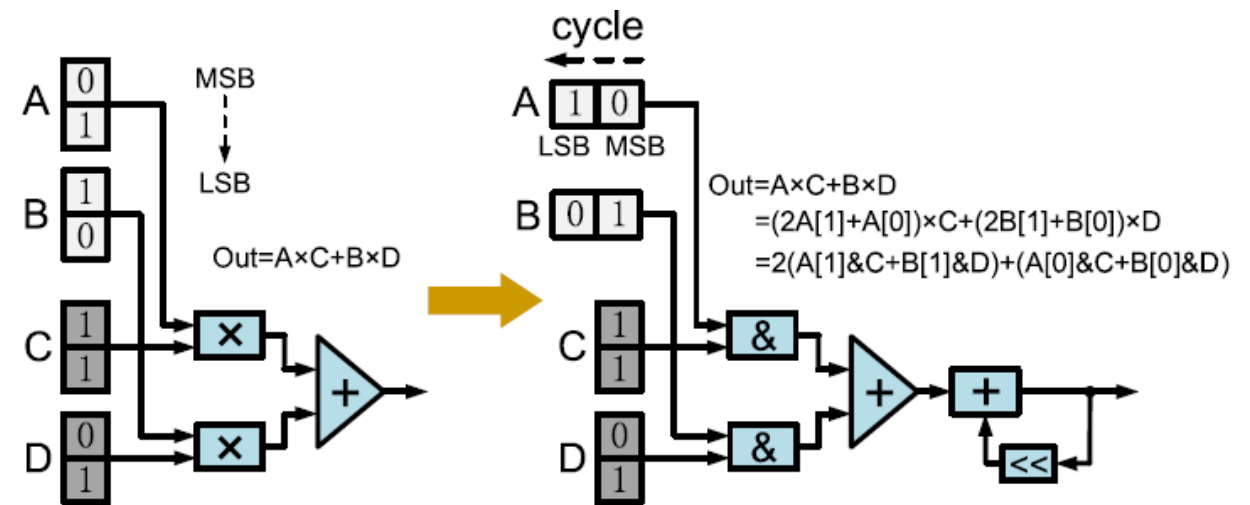 A
0
1
MSB
LSB
B
1
0
Out=A×C+B×D
C
1
1
×
D
0
1
×
+
cycle
A
1 0
LSB MSB
B
0 1
Out=A×C+B×D
=(2A[1]+A[0])×C+(2B[1]+B[0])×D
=2(A[1]&C+B[1]&D)+(A[0]&C+B[0]&D)
C
1
1
&
D
0
1
&
+
+
<<